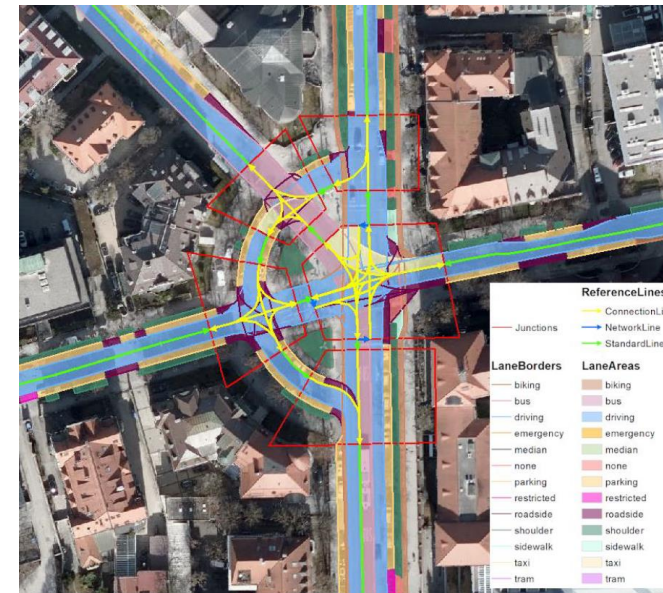 ReferenceLines
ConnectionLi
Junctions
NetworkLine
StandardLine
LaneBorders
LaneAreas
biking
biking
bus
bus
driving
driving
emergency
emergency
median
median
none
none
parking
parking
restricted
restricted
roadside
roadside
shoulder
shoulder
sidewalk
sidewalk
taxi
taxi
tram
tram